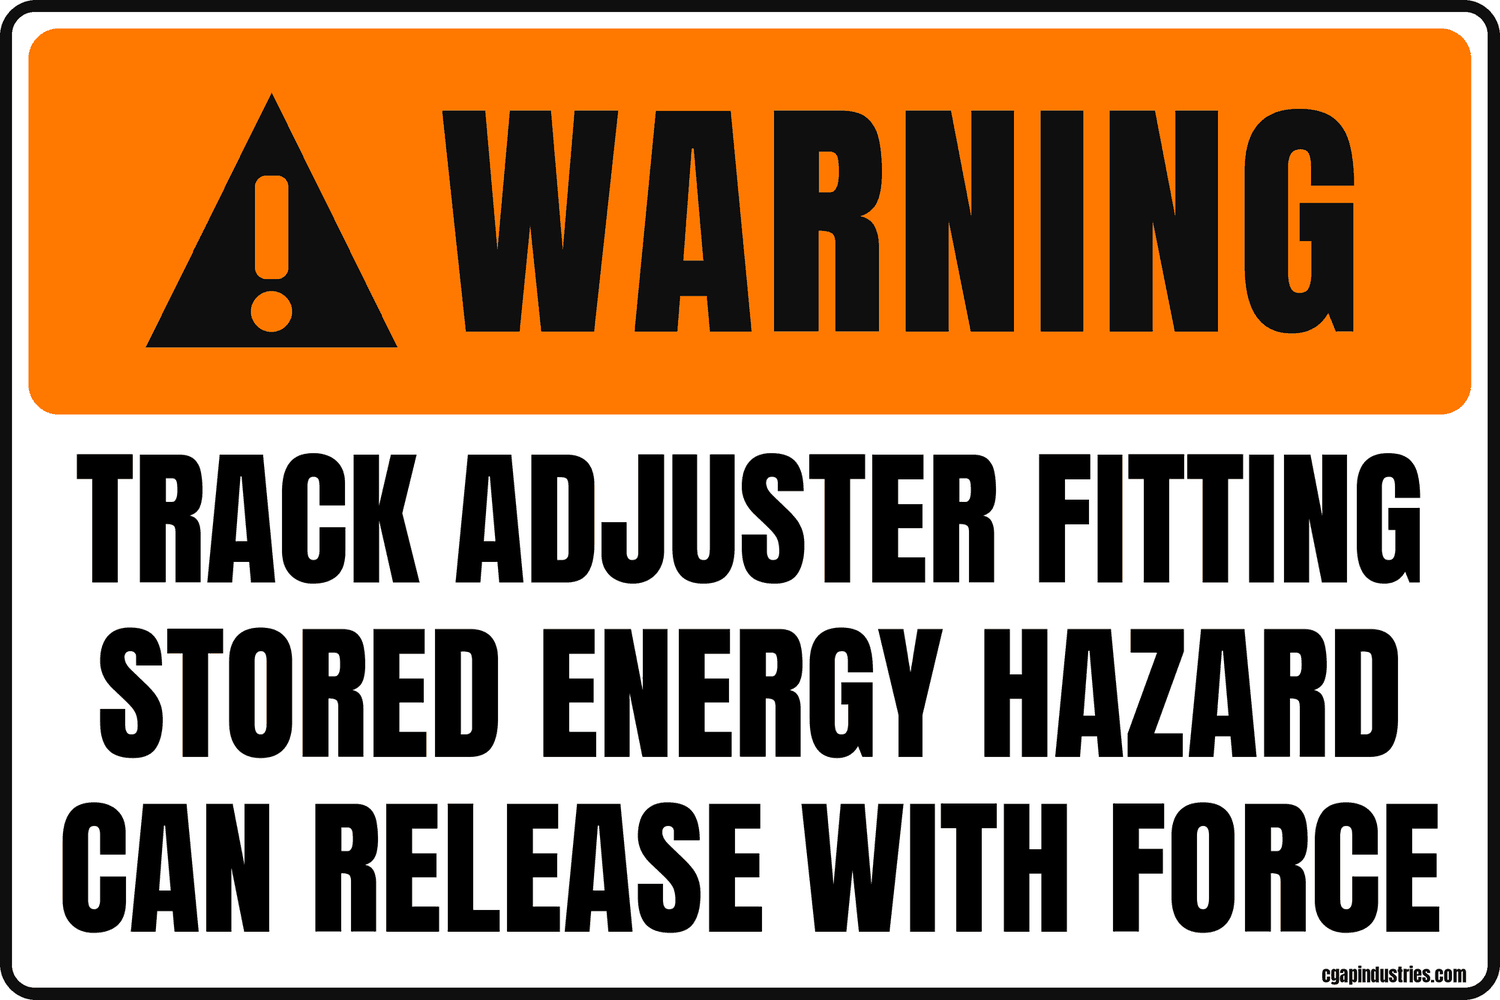 WARNING
TRACK ADJUSTER FITTING
STORED ENERGY HAZARD
CAN RELEASE WITH FORCE
cgapindustries.com